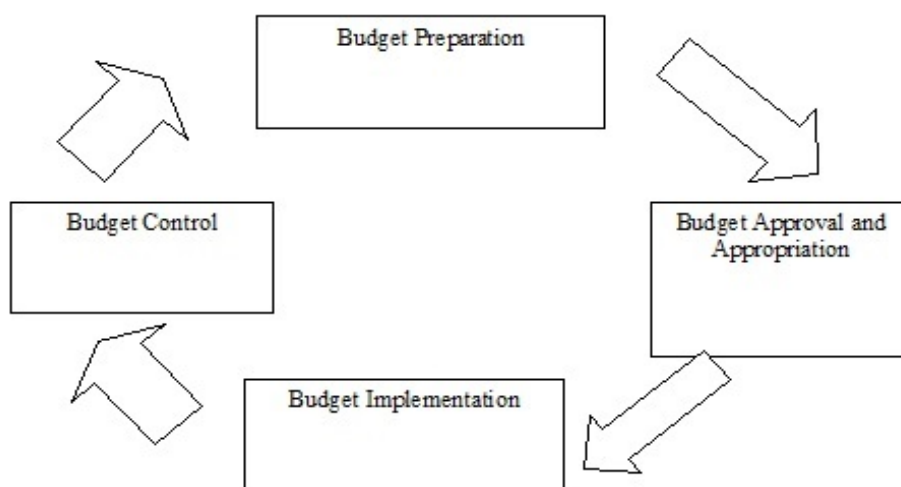 Budget Preparation
Budget Control
Budget Approval and
Appropriation
Budget Implementation